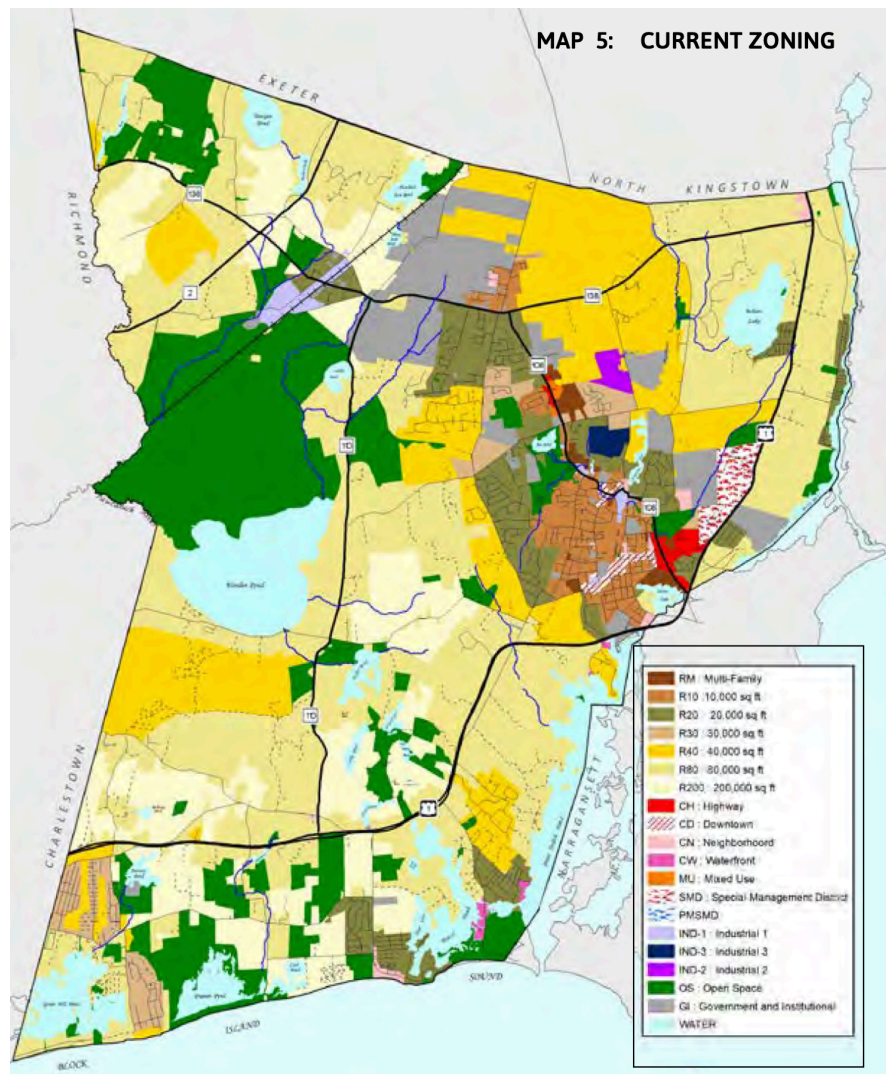 MAP 5: CURRENT ZONING
EXETER
NORTH KINGSTOWN
RICHMOND
138
2
138
108
1
110
108
Worden Pond
110
1
CHARLESTOWN
NARRAGANSETT
RM : Multi-Family
R10 :10,000 sq ft
R20 : 20,000 sq ft
R30 : 30,000 sq ft
R40 : 40,000 sq ft
R80 : 80,000 sq ft
R200 : 200,000 sq ft
CH : Highway
CD : Downtown
CN : Neighborhoord
CW : Waterfront
MU : Mixed Use
SMD : Special Management District
PMSMD
IND-1 : Industrial 1
IND-3 : Industrial 3
IND-2 : Industrial 2
OS : Open Space
GI : Government and Institutional
WATER
BLOCK ISLAND SOUND